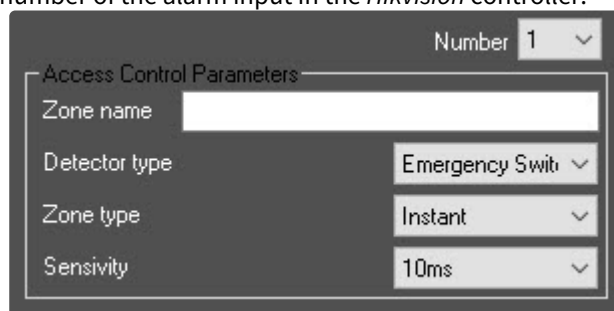 number of the alarm input in the Hikvision controller.
Number 1
Access Control Parameters
Zone name
Detector type Emergency Swit
Zone type Instant
Sensivity 10ms